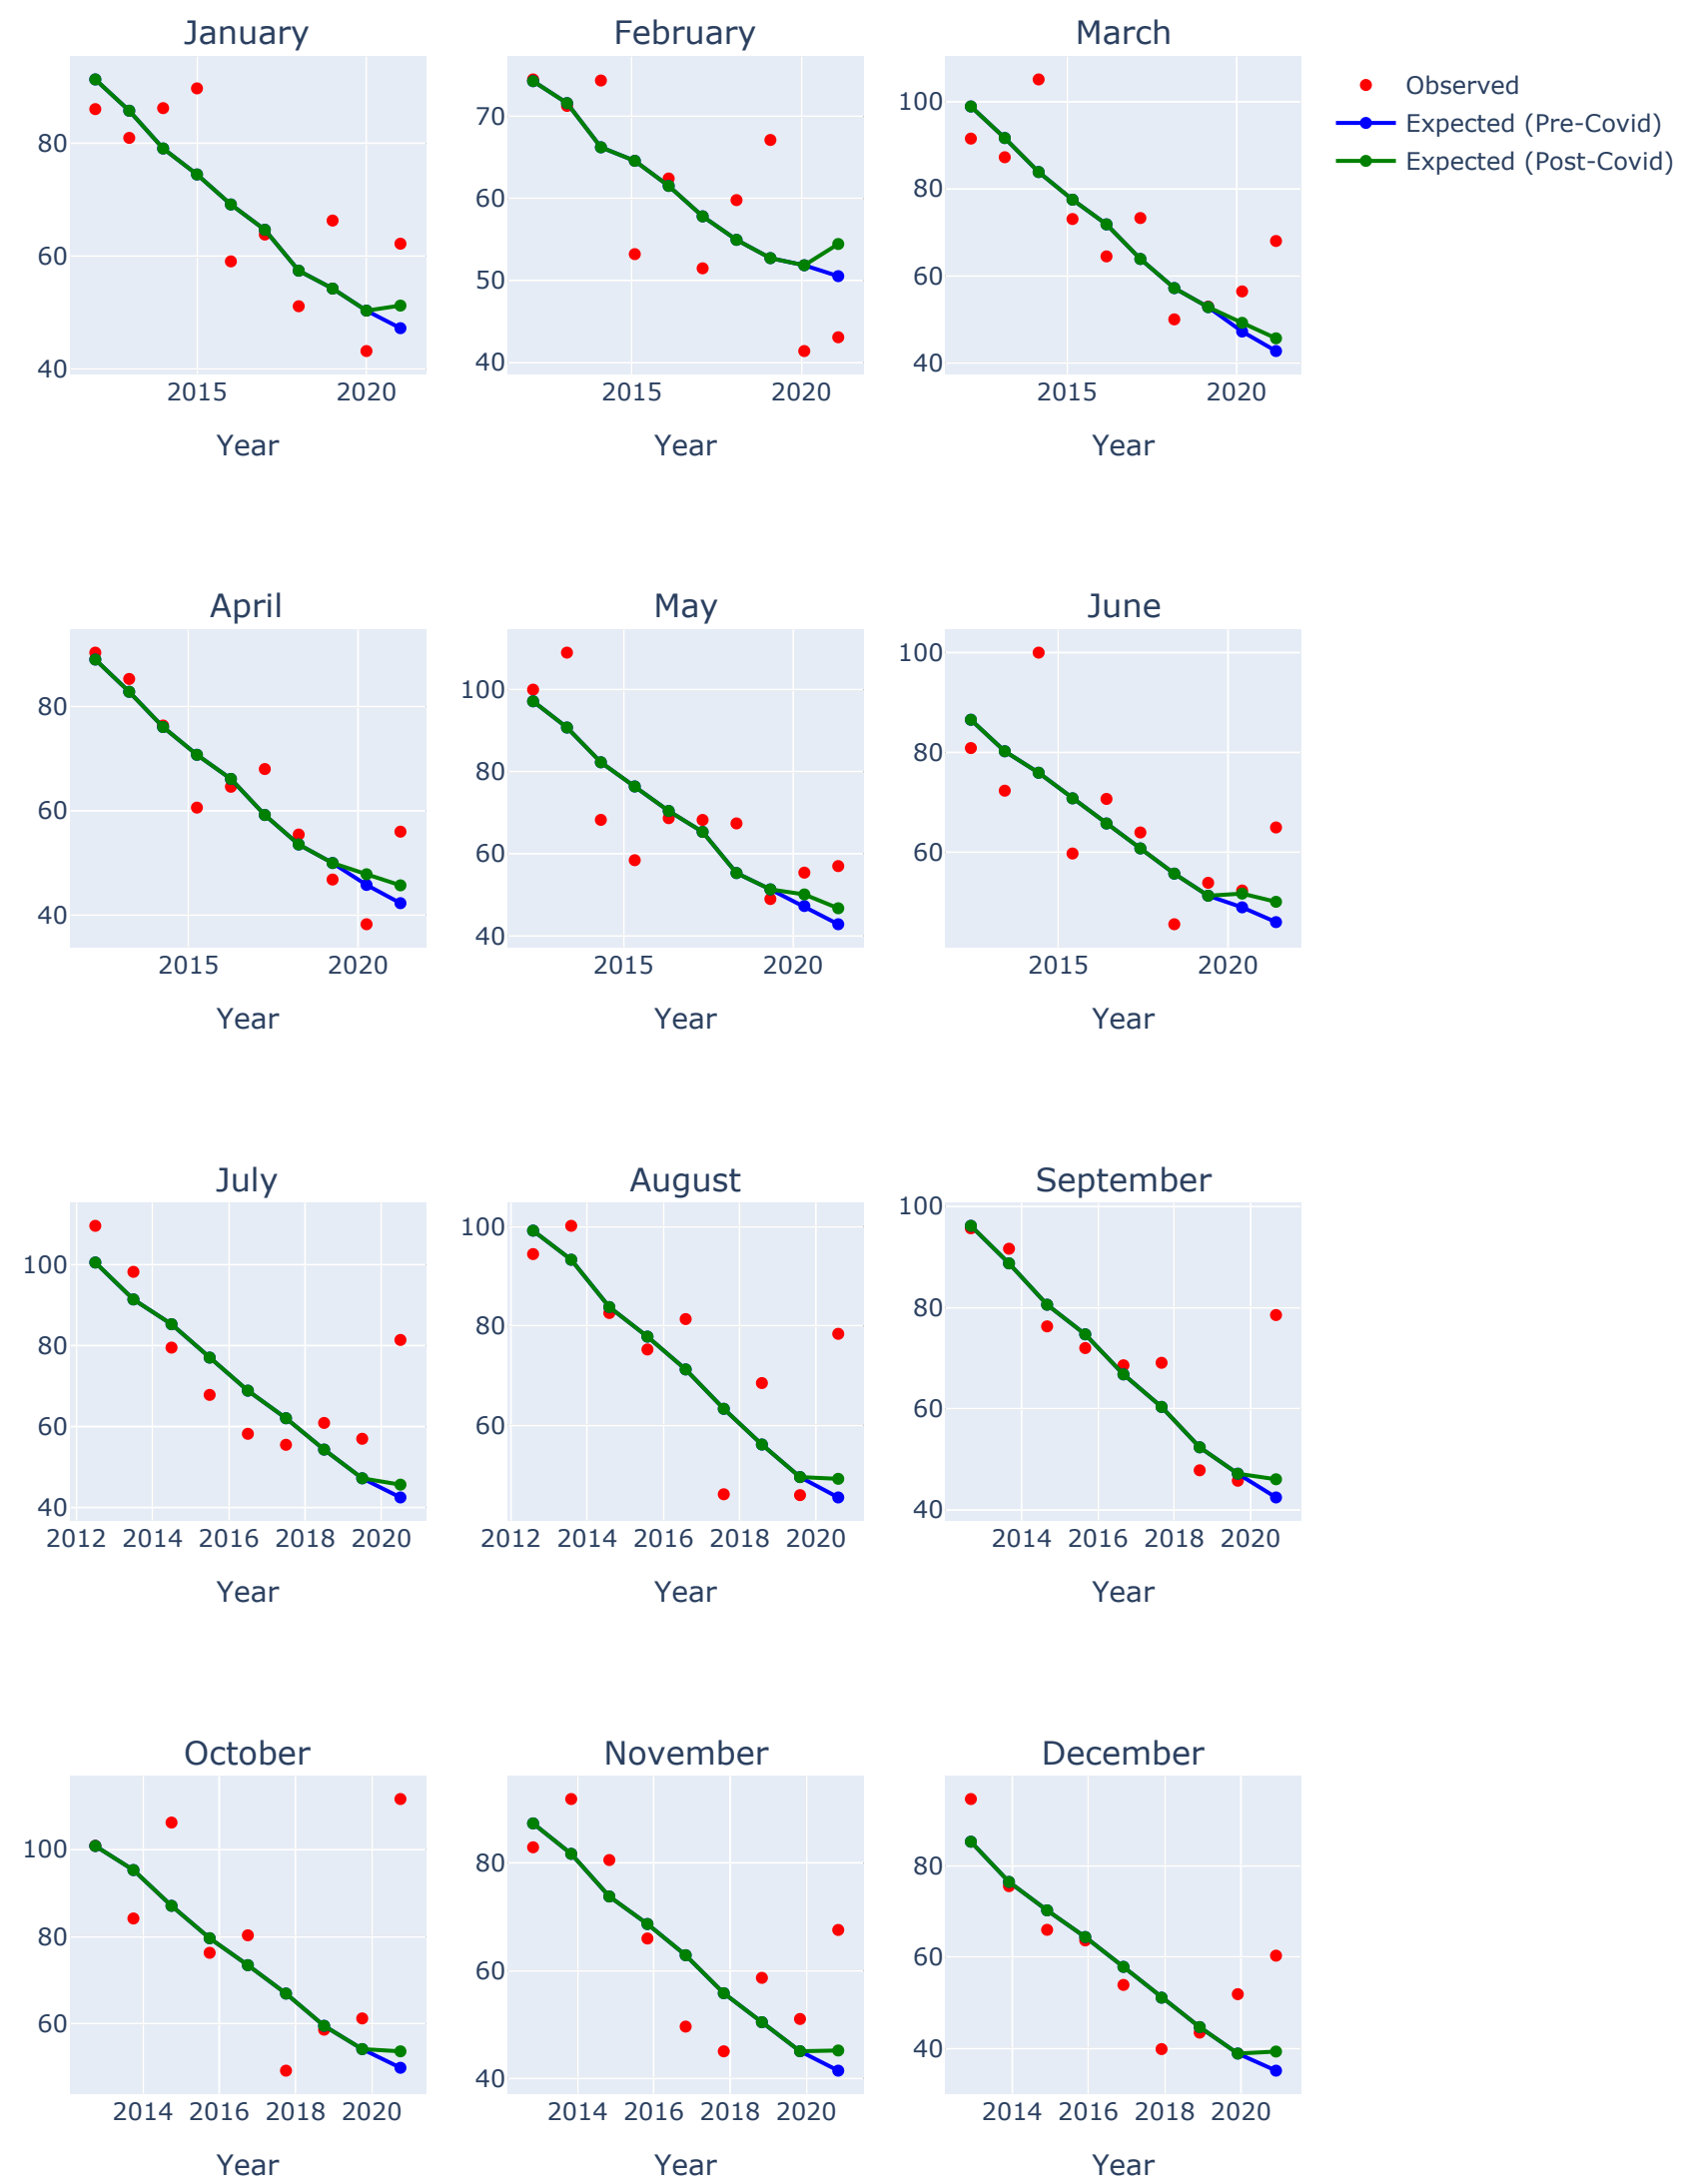 January
February
March
Observed
Expected (Pre-Covid)
Expected (Post-Covid)
80
60
40
70
60
50
40
100
80
60
40
2015 2020
2015 2020
2015 2020
Year
Year
Year
April
May
June
80
60
40
100
80
60
40
100
80
60
2015 2020
2015 2020
2015 2020
Year
Year
Year
July
August
September
100
80
60
40
100
80
60
100
80
60
40
2012 2014 2016 2018 2020
2012 2014 2016 2018 2020
2014 2016 2018 2020
Year
Year
Year
October
November
December
100
80
60
80
60
40
80
60
40
2014 2016 2018 2020
2014 2016 2018 2020
2014 2016 2018 2020
Year
Year
Year